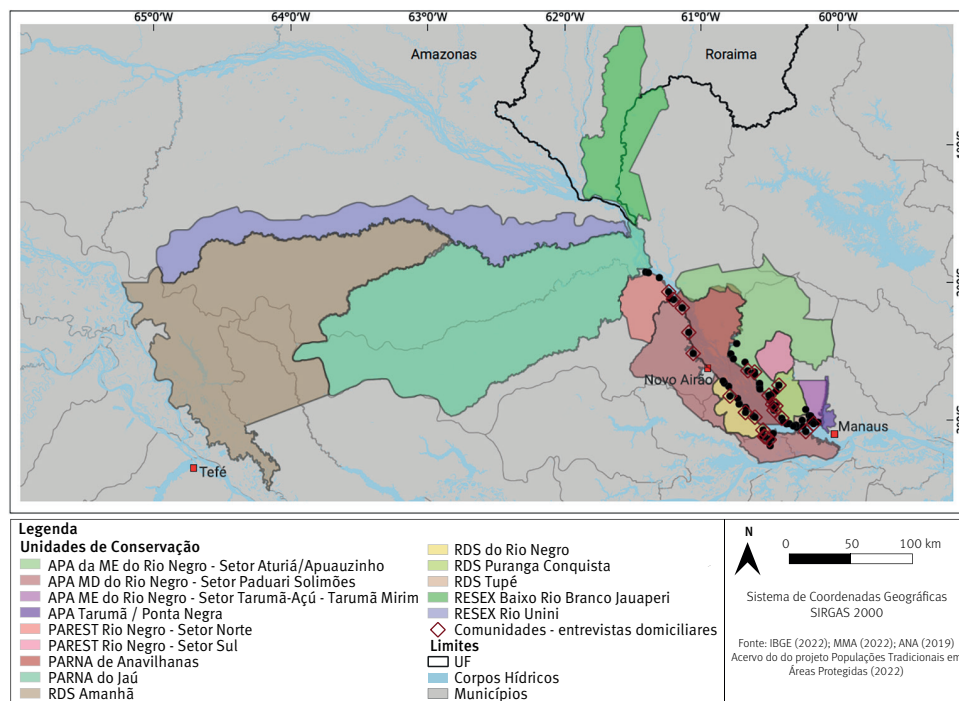 65°0'W 64°0'W 63°0'W 62°0'W 61°0'W 60°0'W
Amazonas
Roraima
Novo Airão
Manaus
Tefé
Legenda
Unidades de Conservação
APA da ME do Rio Negro - Setor Aturiá/Apuauzinho
APA MD do Rio Negro - Setor Paduari Solimões
APA ME do Rio Negro - Setor Tarumã-Açú - Tarumã Mirim
APA Tarumã / Ponta Negra
PAREST Rio Negro - Setor Norte
PAREST Rio Negro - Setor Sul
PARNA de Anavilhanas
PARNA do Jaú
RDS Amanhã
RDS do Rio Negro
RDS Puranga Conquista
RDS Tupé
RESEX Baixo Rio Branco Jauaperi
RESEX Rio Unini
Comunidades - entrevistas domiciliares
Limites
UF
Corpos Hídricos
Municípios
N
0 50 100 km
Sistema de Coordenadas Geográficas
SIRGAS 2000
Fonte: IBGE (2022); MMA (2022); ANA (2019)
Acervo do do projeto Populações Tradicionais em
Áreas Protegidas (2022)